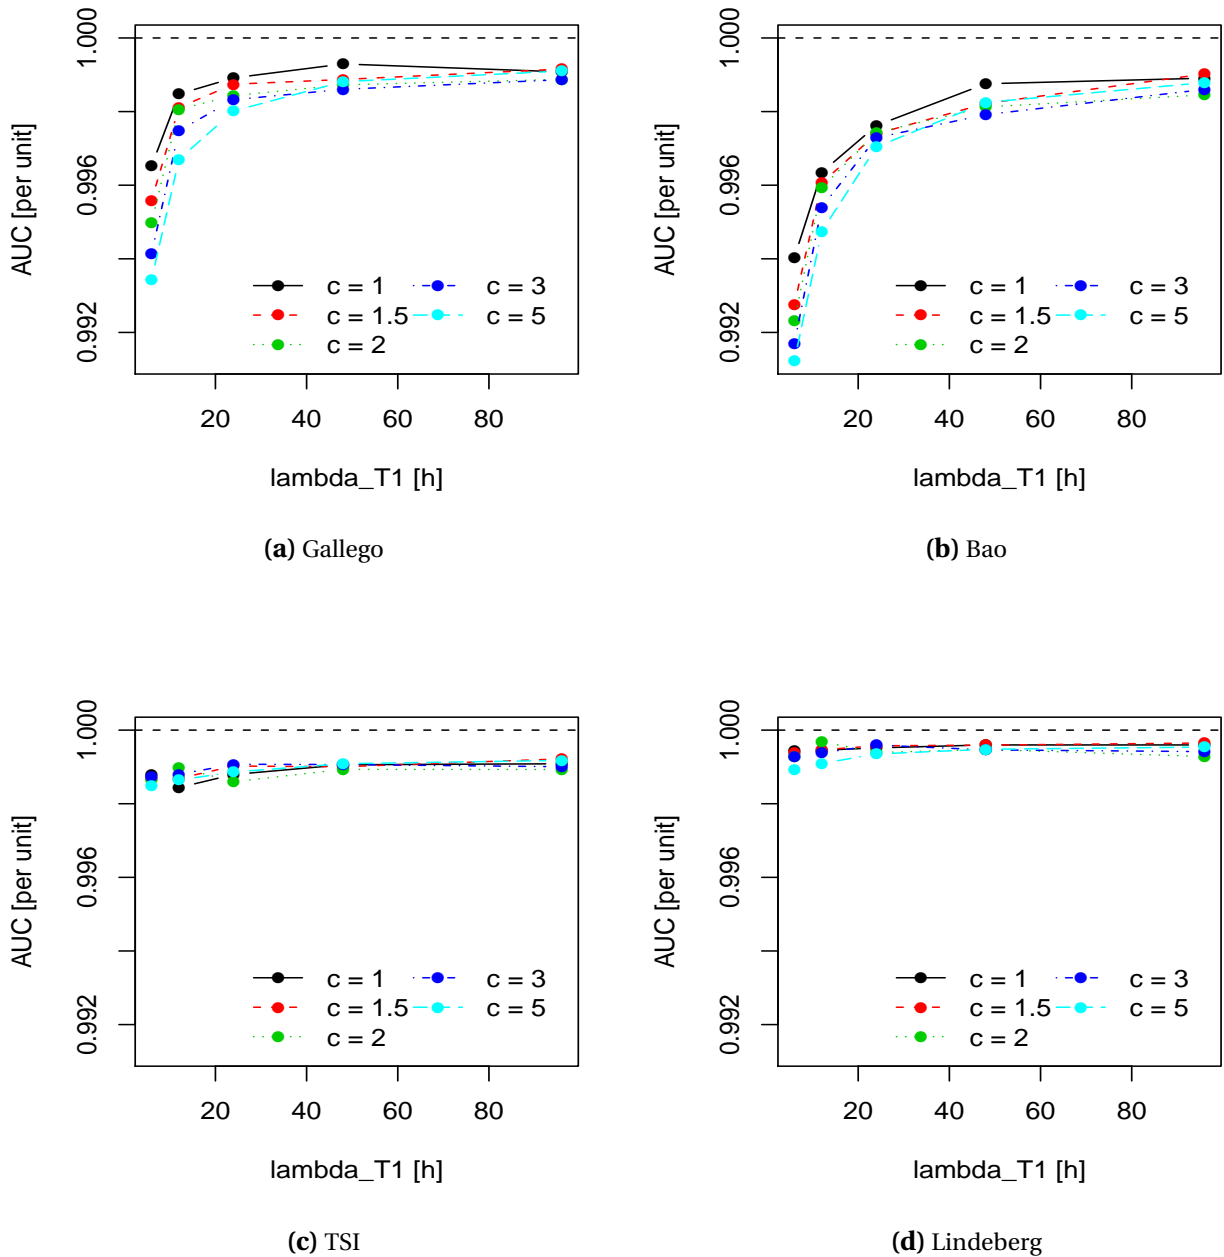 1.000
0.996
0.992
AUC [per unit]
c = 1
c = 1.5
c = 2
c = 3
c = 5
20 40 60 80
lambda_T1 [h]
(a) Gallego
1.000
0.996
0.992
AUC [per unit]
c = 1
c = 1.5
c = 2
c = 3
c = 5
20 40 60 80
lambda_T1 [h]
(b) Bao
1.000
0.996
0.992
AUC [per unit]
c = 1
c = 1.5
c = 2
c = 3
c = 5
20 40 60 80
lambda_T1 [h]
(c) TSI
1.000
0.996
0.992
AUC [per unit]
c = 1
c = 1.5
c = 2
c = 3
c = 5
20 40 60 80
lambda_T1 [h]
(d) Lindeberg